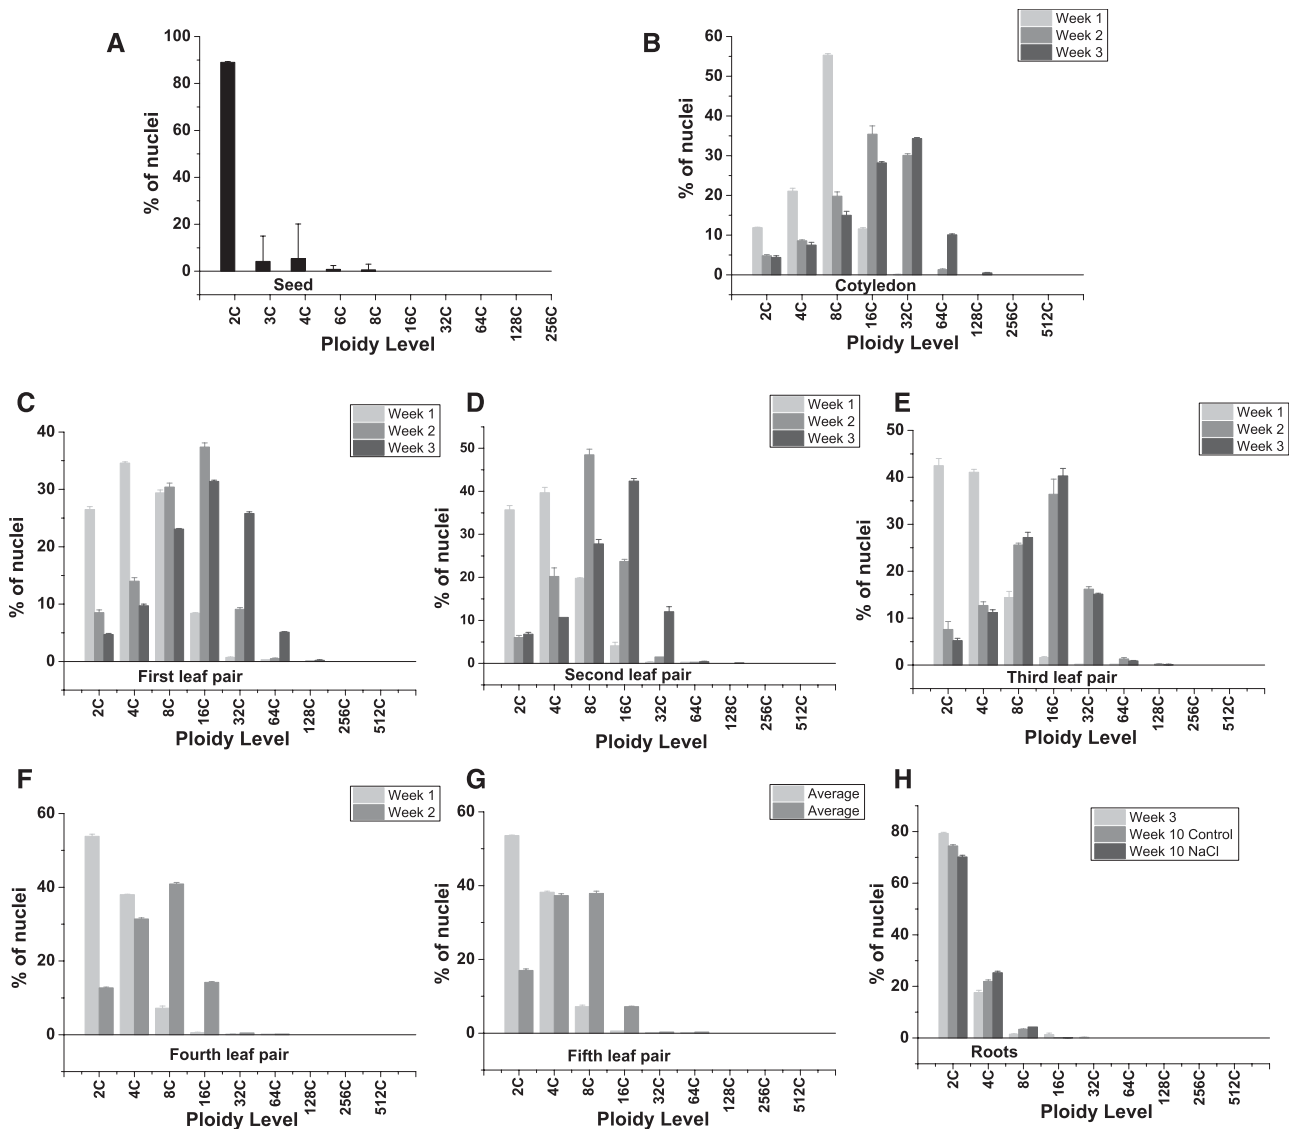 A
% of nuclei
100
80
60
40
20
0
Seed
2C 3C 4C 6C 8C 16C 32C 64C 128C 256C
Ploidy Level
B
Week 1
Week 2
Week 3
% of nuclei
60
50
40
30
20
10
0
Cotyledon
2C 4C 8C 16C 32C 64C 128C 256C 512C
Ploidy Level
C
Week 1
Week 2
Week 3
% of nuclei
40
30
20
10
0
First leaf pair
2C 4C 8C 16C 32C 64C 128C 256C 512C
Ploidy Level
D
Week 1
Week 2
Week 3
% of nuclei
50
40
30
20
10
0
Second leaf pair
2C 4C 8C 16C 32C 64C 128C 256C 512C
Ploidy Level
E
Week 1
Week 2
Week 3
% of nuclei
50
40
30
20
10
0
Third leaf pair
2C 4C 8C 16C 32C 64C 128C 256C 512C
Ploidy Level
F
Week 1
Week 2
% of nuclei
60
40
20
0
Fourth leaf pair
2C 4C 8C 16C 32C 64C 128C 256C 512C
Ploidy Level
G
Average
Average
% of nuclei
60
40
20
0
Fifth leaf pair
2C 4C 8C 16C 32C 64C 128C 256C 512C
Ploidy Level
H
Week 3
Week 10 Control
Week 10 NaCl
% of nuclei
80
60
40
20
0
Roots
2C 4C 8C 16C 32C 64C 128C 256C 512C
Ploidy Level